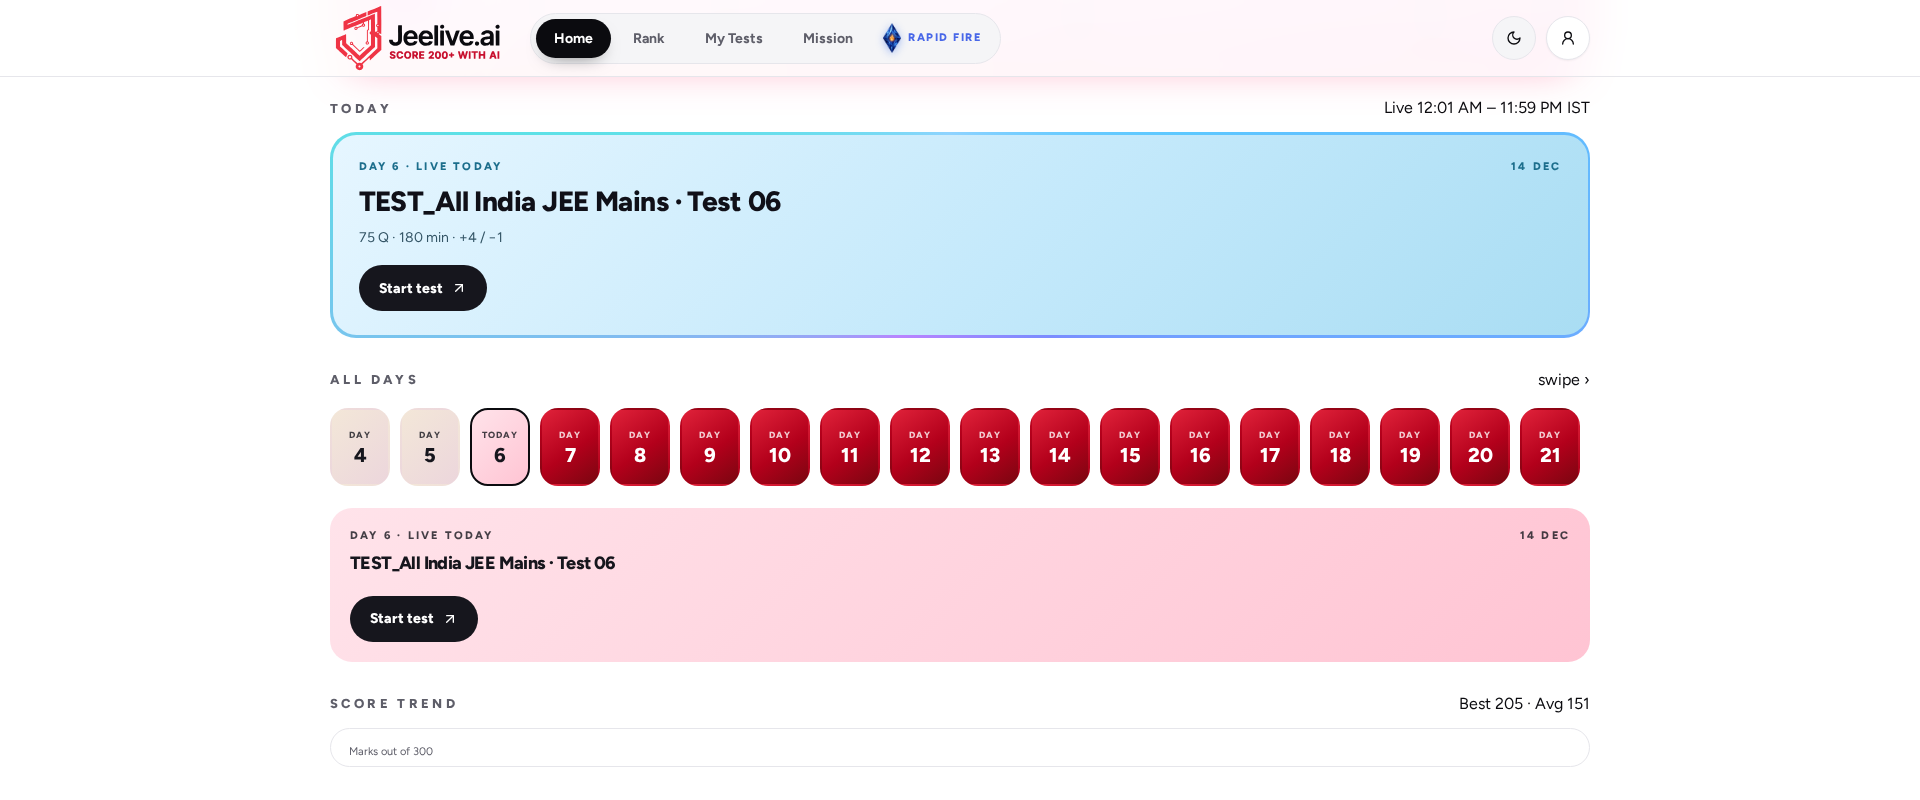 Jeelive.ai
SCORE 200+ WITH AI
Home
Rank
My Tests
Mission
RAPID FIRE
TODAY
Live 12:01 AM – 11:59 PM IST
DAY 6 · LIVE TODAY
14 DEC
TEST_All India JEE Mains · Test 06
75 Q · 180 min · +4 / −1
Start test
ALL DAYS
swipe ›
DAY
4
DAY
5
TODAY
6
DAY
7
DAY
8
DAY
9
DAY
10
DAY
11
DAY
12
DAY
13
DAY
14
DAY
15
DAY
16
DAY
17
DAY
18
DAY
19
DAY
20
DAY
21
DAY 6 · LIVE TODAY
14 DEC
TEST_All India JEE Mains · Test 06
Start test
SCORE TREND
Best 205 · Avg 151
Marks out of 300